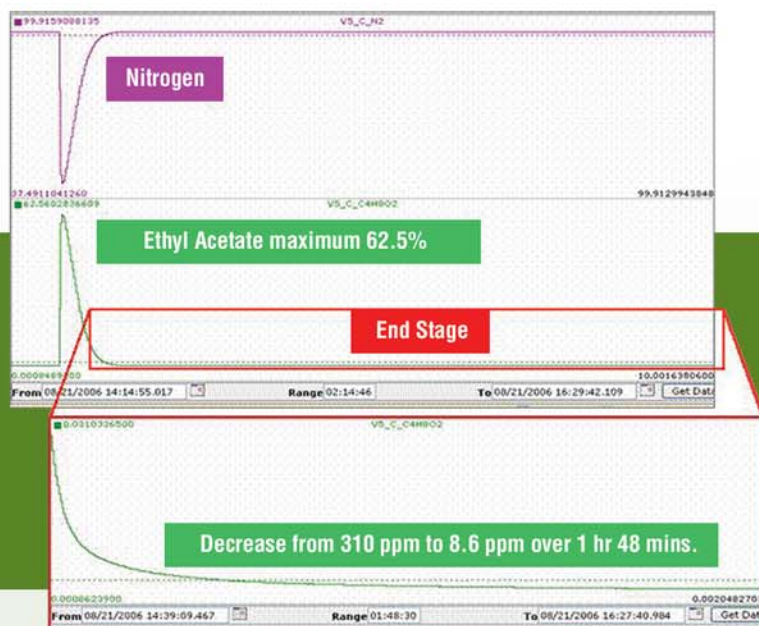 99.9159088135 V5_C_N2
Nitrogen
37.4911041260 99.9129943848
62.5602836609 V5_C_C4H8O2
Ethyl Acetate maximum 62.5%
End Stage
From 08/21/2006 14:14:55.017 Range 02:14:46 To 08/21/2006 16:29:42.109 Get Data
0.0310326500 V5_C_C4H8O2
Decrease from 310 ppm to 8.6 ppm over 1 hr 48 mins.
0.0008623900
From 08/21/2006 14:39:09.467 Range 01:48:30 To 08/21/2006 16:27:40.984 Get Dat